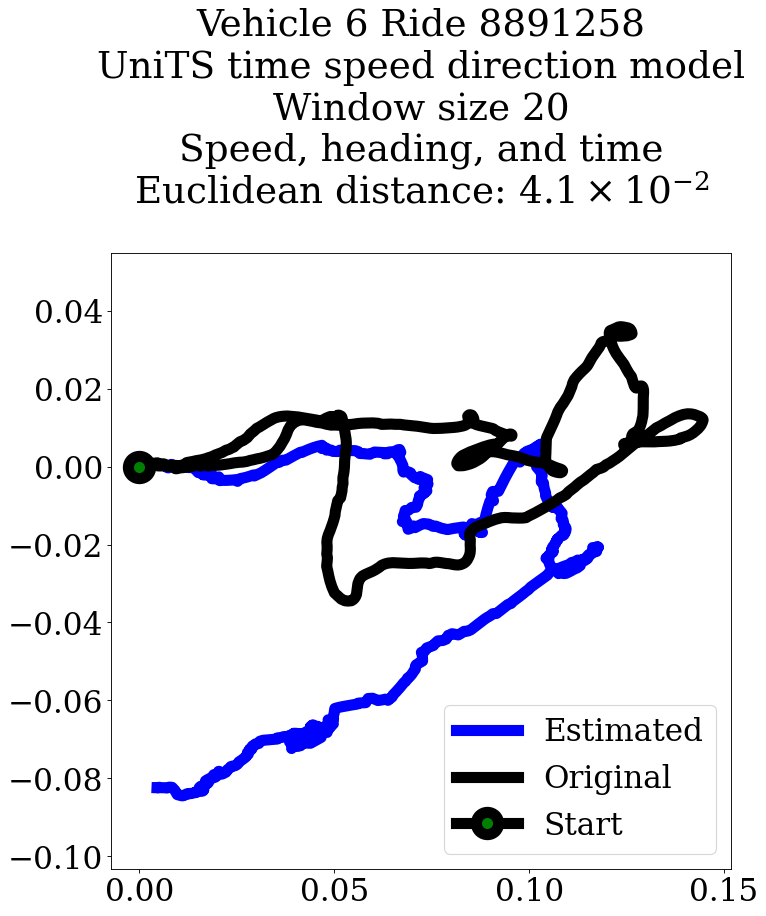 Vehicle 6 Ride 8891258
UniTS time speed direction model
Window size 20
Speed, heading, and time
Euclidean distance: 4.1 × 10⁻²
0.04
0.02
0.00
−0.02
−0.04
−0.06
−0.08
−0.10
Estimated
Original
Start
0.00 0.05 0.10 0.15